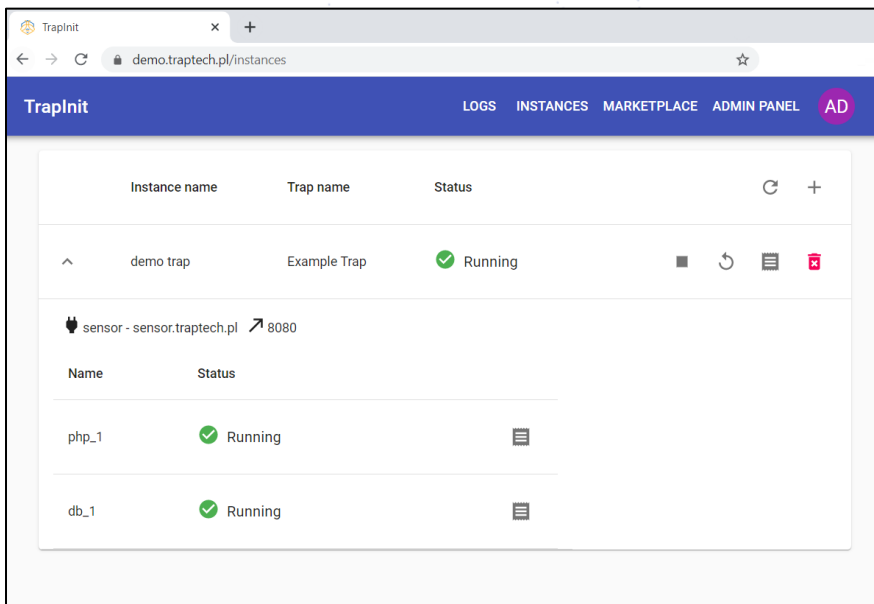 TrapInit
demo.traptech.pl/instances
TrapInit LOGS INSTANCES MARKETPLACE ADMIN PANEL AD
Instance name Trap name Status
demo trap Example Trap Running
sensor - sensor.traptech.pl 8080
Name Status
php_1 Running
db_1 Running